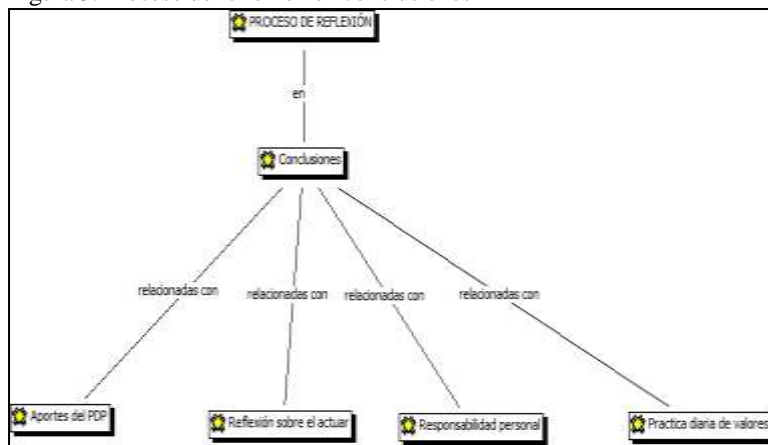 PROCESO DE REFLEXIÓN
en
Conclusiones
relacionadas con
relacionadas con
relacionadas con
relacionadas con
Aportes del PDP
Reflexión sobre el actuar
Responsabilidad personal
Practica diaria de valores